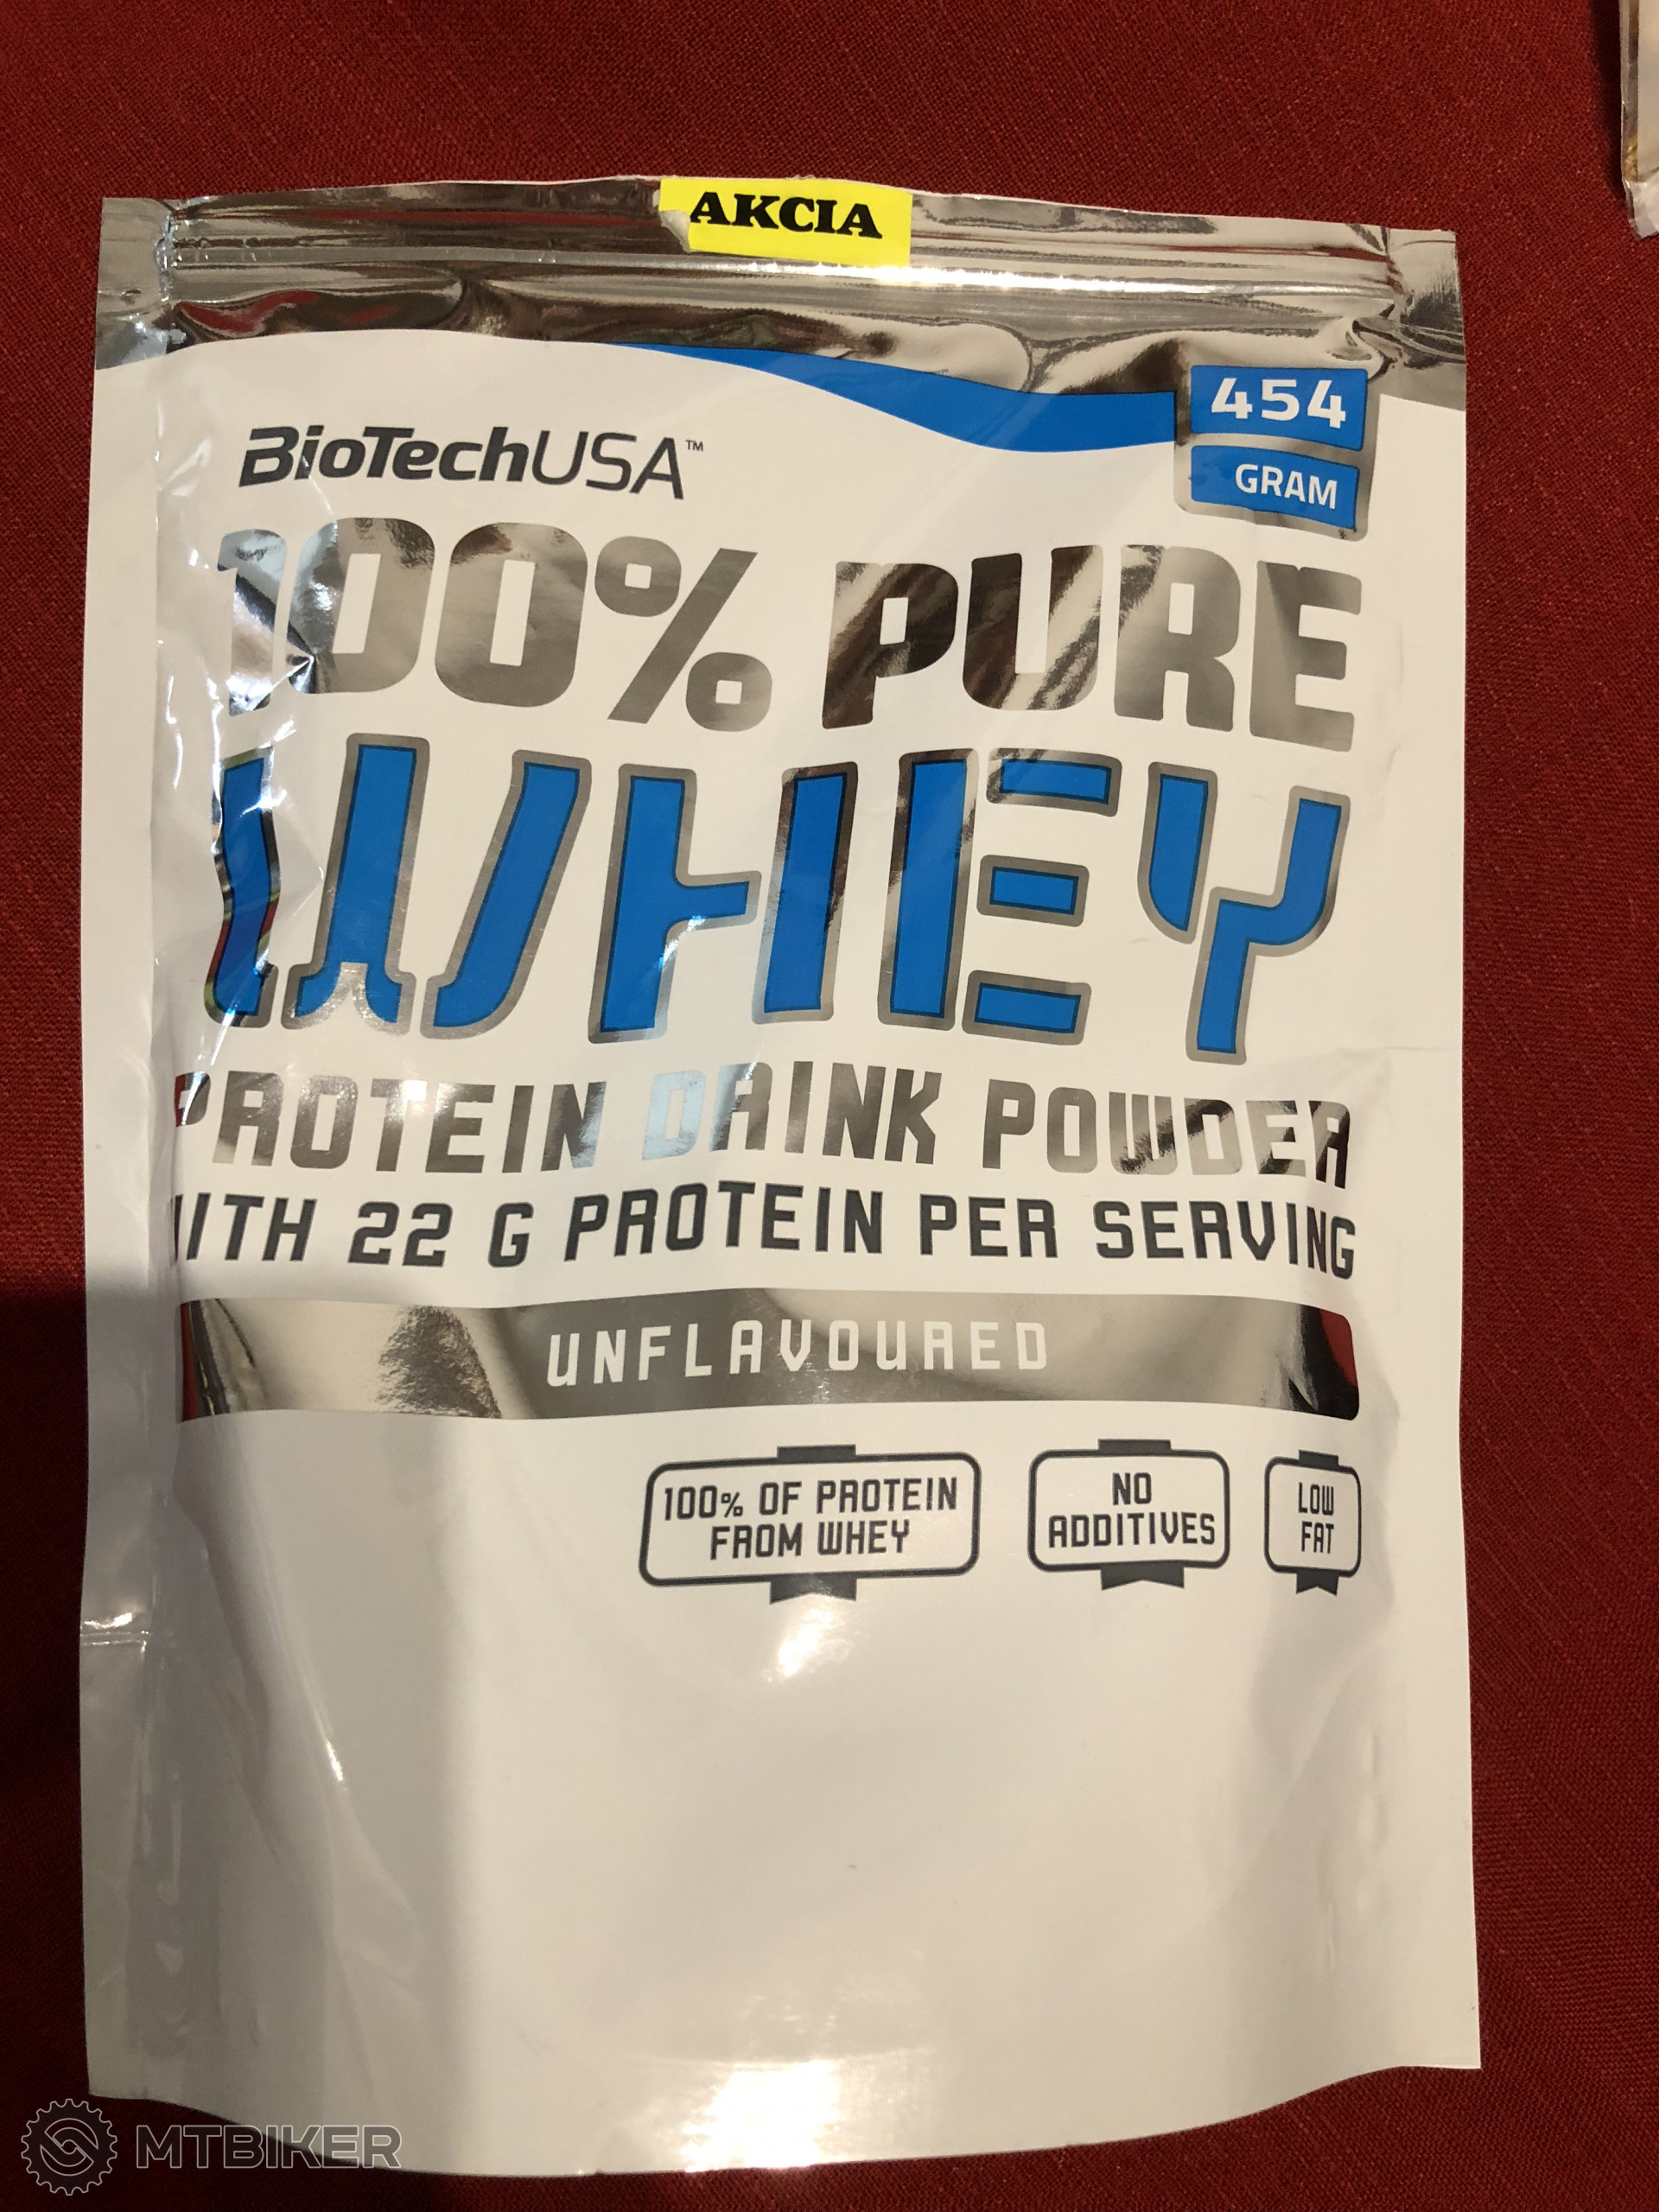 AKCIA
454
GRAM
BioTechUSA™
100% PURE
WHEY
PROTEIN DRINK POWDER
WITH 22 G PROTEIN PER SERVING
UNFLAVOURED
100% OF PROTEIN
FROM WHEY
NO
ADDITIVES
LOW
FAT
MTBIKER